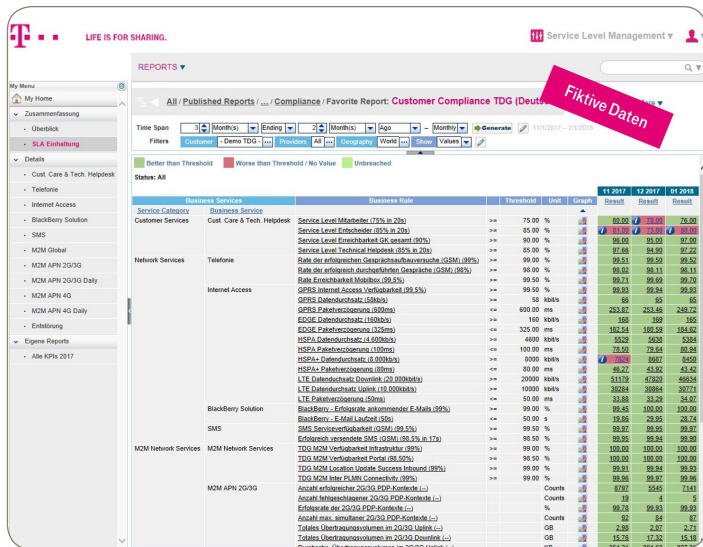 T LIFE IS FOR SHARING.
Service Level Management
REPORTS
Fiktive Daten
My Menu
My Home
Zusammenfassung
Überblick
SLA Einhaltung
Details
Cust. Care & Tech. Helpdesk
Telefonie
Internet Access
BlackBerry Solution
SMS
M2M Global
M2M APN 2G/3G
M2M APN 2G/3G Daily
M2M APN 4G
M2M APN 4G Daily
Entstörung
Eigene Reports
Alle KPIs 2017
All / Published Reports / ... / Compliance / Favorite Report: Customer Compliance TDG
Time Span 3 Month(s) Ending 2 Month(s) Ago – Monthly Generate 11/1/2017 – 2/1/2018
Filters Customer - Demo TDG - ... Providers All ... Geography World ... Show Values
Better than Threshold Worse than Threshold / No Value Unbreached
Status: All
11 2017 12 2017 01 2018
Business Services Business Rule Threshold Unit Graph Result Result Result
Service Category Business Service
Customer Services Cust. Care & Tech. Helpdesk Service Level Mitarbeiter (75% in 20s) >= 75.00 % 80.00 70.00 76.00
Service Level Entscheider (85% in 20s) >= 85.00 % 81.00 73.00 80.00
Service Level Erreichbarkeit GK gesamt (90%) >= 90.00 % 96.00 95.00 97.00
Service Level Technical Helpdesk (85% in 20s) >= 85.00 % 97.66 94.90 97.22
Network Services Telefonie Rate der erfolgreichen Gesprächsaufbauversuche (GSM) (99%) >= 99.00 % 99.51 99.50 99.52
Rate der erfolgreich durchgeführten Gespräche (GSM) (98%) >= 98.00 % 98.02 98.11 98.11
Rate Erreichbarkeit Mobilbox (99,5%) >= 99.50 % 99.71 99.69 99.70
Internet Access GPRS Internet Access Verfügbarkeit (99,5%) >= 99.50 % 99.93 99.94 99.93
GPRS Datendurchsatz (58kb/s) >= 58 kbit/s 66 65 65
GPRS Paketverzögerung (600ms) <= 600.00 ms 253.87 253.46 249.72
EDGE Datendurchsatz (160kb/s) >= 160 kbit/s 168 169 165
EDGE Paketverzögerung (325ms) <= 325.00 ms 182.54 180.59 184.62
HSPA Datendurchsatz (4.600kb/s) >= 4600 kbit/s 5529 5638 5384
HSPA Paketverzögerung (100ms) <= 100.00 ms 78.50 79.64 80.94
HSPA+ Datendurchsatz (8.000kb/s) >= 8000 kbit/s 7824 8687 8450
HSPA+ Paketverzögerung (80ms) <= 80.00 ms 46.27 43.92 43.42
LTE Datenduchsatz Downlink (20.000kbit/s) >= 20000 kbit/s 51179 47820 46634
LTE Datendurchsatz Uplink (10.000kbit/s) >= 10000 kbit/s 30284 30864 30771
LTE Paketverzögerung (50ms) <= 50.00 ms 33.88 33.29 34.07
BlackBerry Solution BlackBerry - Erfolgsrate ankommender E-Mails (99%) >= 99.00 % 99.45 100.00 100.00
BlackBerry - E-Mail Laufzeit (50s) <= 50.00 s 19.86 29.95 28.74
SMS SMS Serviceverfügbarkeit (GSM) (99,5%) >= 99.50 % 99.97 99.95 99.97
Erfolgreich versendete SMS (GSM) (98,5% in 17s) >= 98.50 % 99.95 99.94 99.90
M2M Network Services M2M Network Services TDG M2M Verfügbarkeit Infrastruktur (99%) >= 99.00 % 100.00 100.00 100.00
TDG M2M Verfügbarkeit Portal (98,50%) >= 98.50 % 100.00 100.00 100.00
TDG M2M Location Update Success Inbound (99%) >= 99.00 % 99.91 99.94 99.93
TDG M2M Inter PLMN Connectivity (99%) >= 99.00 % 99.96 99.97 99.96
M2M APN 2G/3G Anzahl erfolgreicher 2G/3G PDP-Kontexte (--) Counts 8797 5545 7141
Anzahl fehlgeschlagener 2G/3G PDP-Kontexte (--) Counts 19 4 5
Erfolgsrate der 2G/3G PDP-Kontexte (--) % 99.78 99.93 99.93
Anzahl max. simultaner 2G/3G PDP-Kontexte (--) Counts 92 84 87
Totales Übertragungsvolumen im 2G/3G Uplink (--) GB 2.98 2.07 2.71
Totales Übertragungsvolumen im 2G/3G Downlink (--) GB 15.76 17.32 15.18